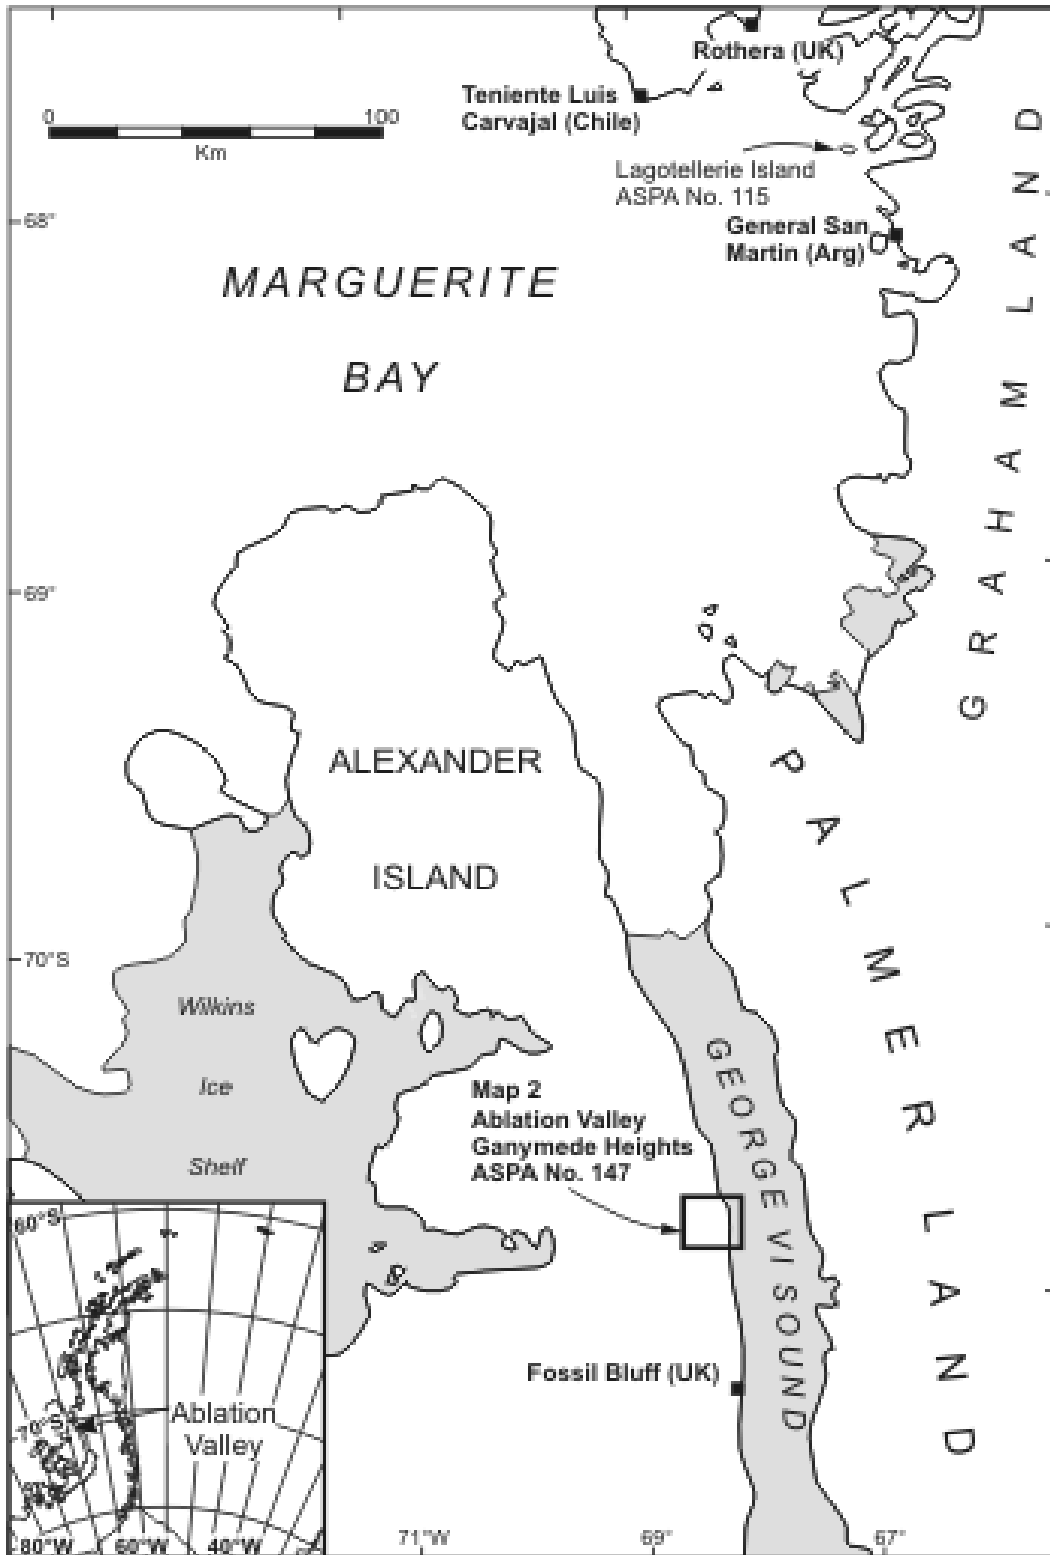 Rothera (UK)
0 100
Km
Teniente Luis
Carvajal (Chile)
Lagotellerie Island
ASPA No. 115
68°
General San
Martin (Arg)
MARGUERITE
BAY
GRAHAM LAND
69°
ALEXANDER
ISLAND
PALMER LAND
70°S
Wilkins
Ice
Shelf
GEORGE VI SOUND
Map 2
Ablation Valley
Ganymede Heights
ASPA No. 147
Fossil Bluff (UK)
60°S
70°S
Ablation
Valley
80°W 60°W 40°W
71°W 69° 67°